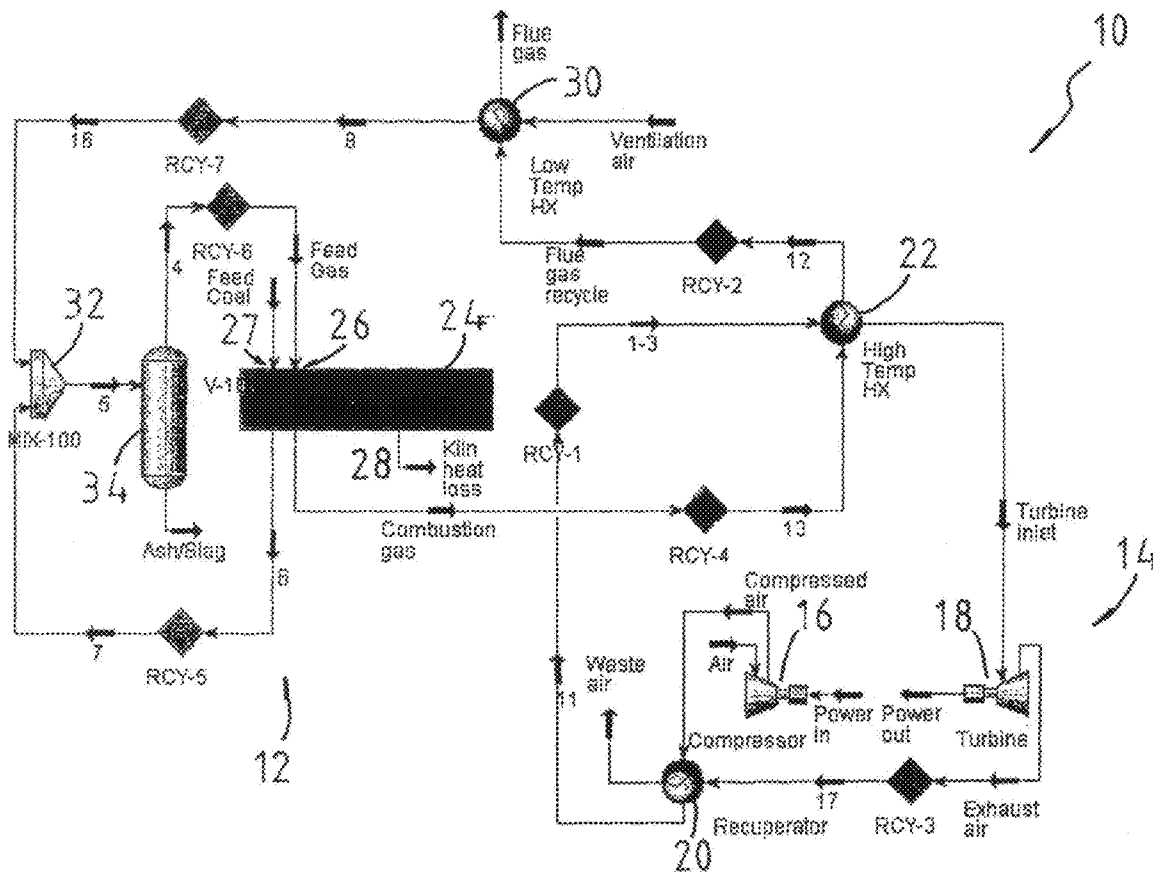 Flue
gas
10
30
16
9
Ventilation
air
RCY-7
Low
Temp
HX
RCY-6
4
Feed
Gas
Feed
Coal
Flue
gas
recycle
RCY-2
12
22
32
27
26
24
1-3
High
Temp
HX
5
MIX-100
34
28
Kiln
heat
loss
RCY-1
Ash/Slag
Combustion
gas
RCY-4
13
Turbine
inlet
14
6
7
RCY-5
Compressed
air
16
18
Air
Waste
air
11
Power
in
Power
out
Compressor
Turbine
12
17
RCY-3
Exhaust
air
Recuperator
20